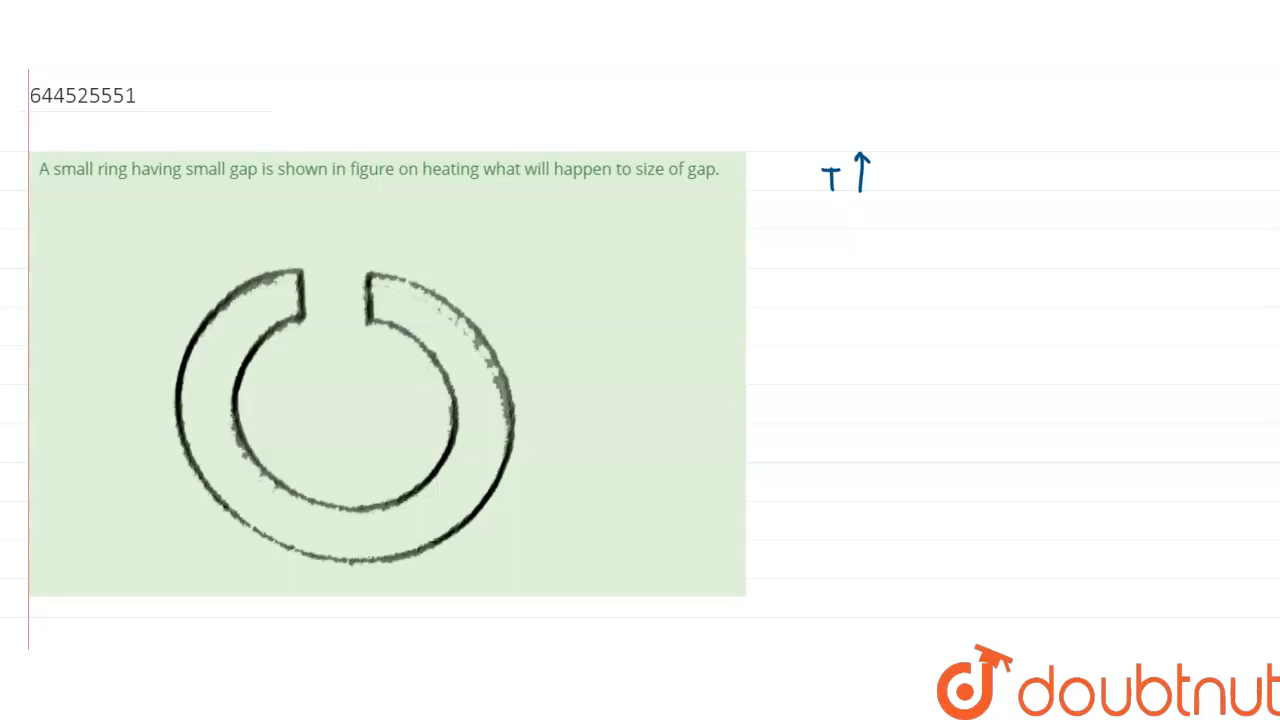 644525551
A small ring having small gap is shown in figure on heating what will happen to size of gap.
T ↑
doubtnut